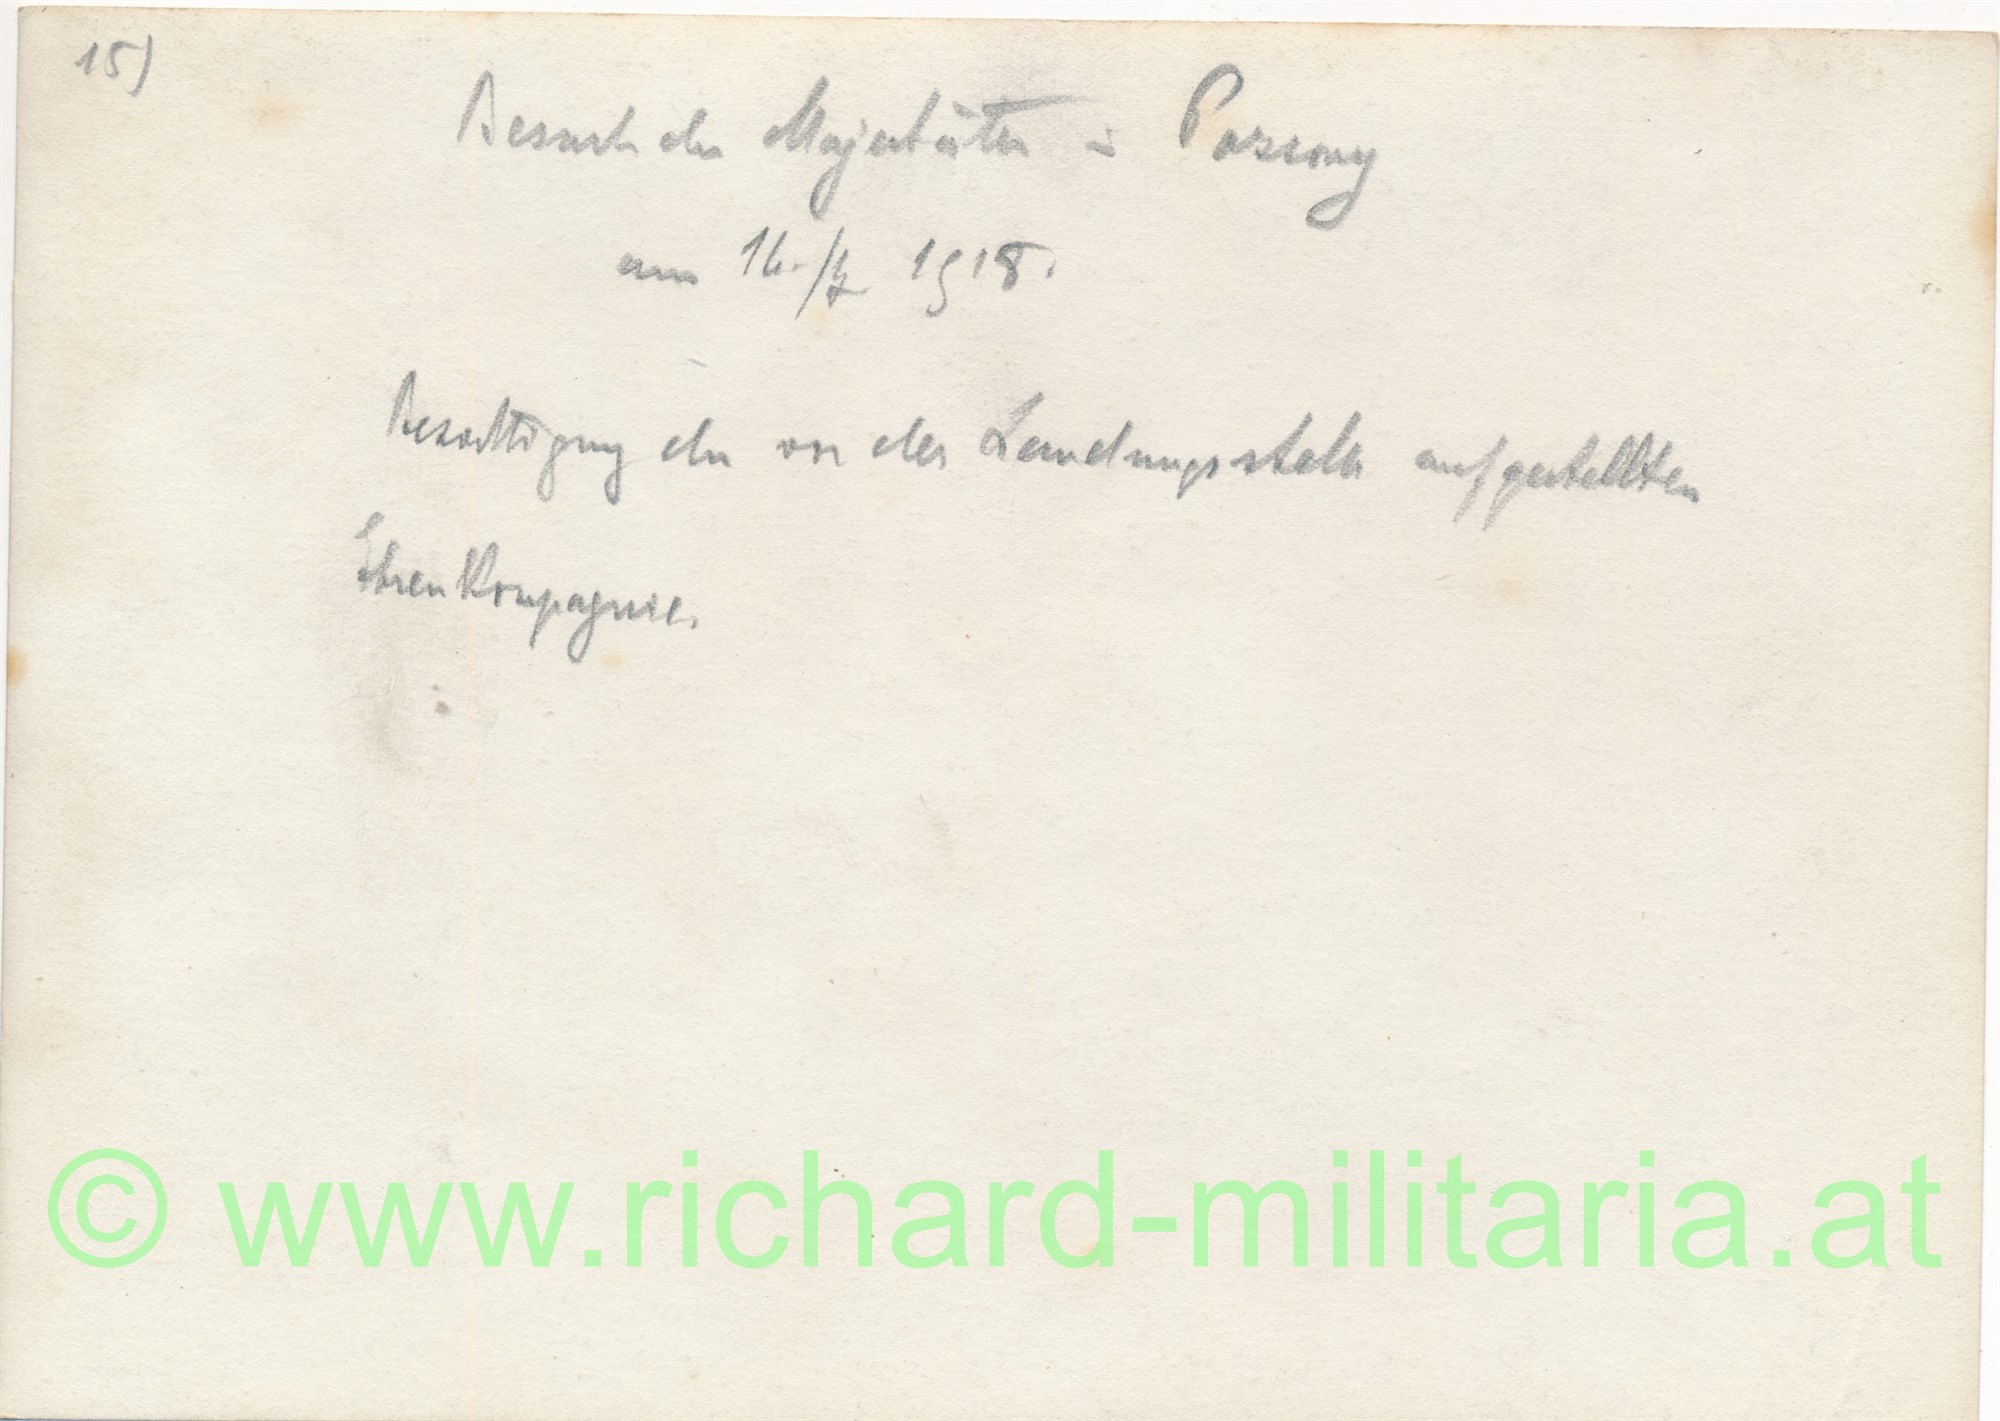 15)
Besuch der Majestäten in Pozsony
am 16./7 1918.
Besichtigung der an der Landungsstelle aufgestellten
Ehrenkompagnie.
© www.richard-militaria.at